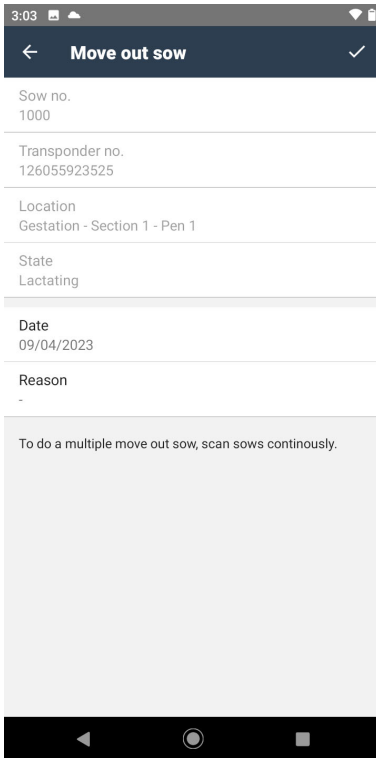 3:03
Move out sow
Sow no.
1000
Transponder no.
126055923525
Location
Gestation - Section 1 - Pen 1
State
Lactating
Date
09/04/2023
Reason
-
To do a multiple move out sow, scan sows continously.